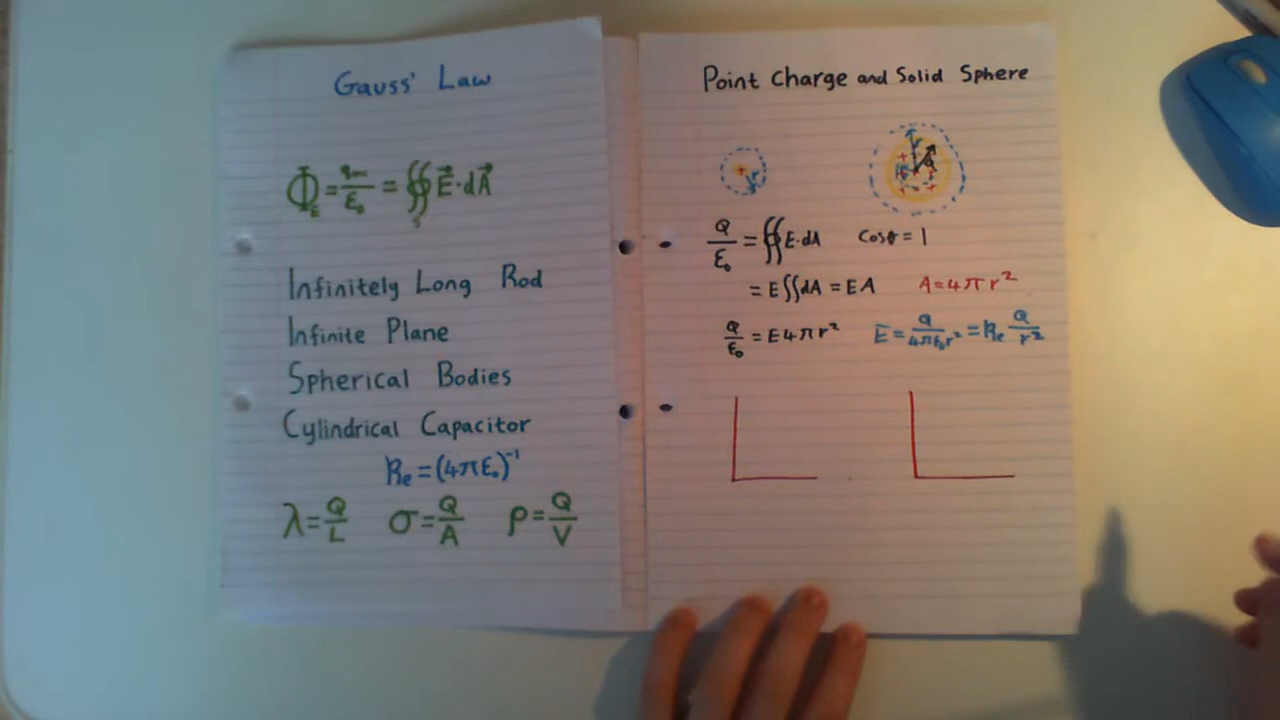 Gauss' Law
Φ_E = q_enc/ε₀ = ∯_S E⃗·dA⃗
Infinitely Long Rod
Infinite Plane
Spherical Bodies
Cylindrical Capacitor
k_e = (4πε₀)⁻¹
λ = Q/L σ = Q/A ρ = Q/V
Point Charge and Solid Sphere
Q/ε₀ = ∯E·dA cosθ = 1
= E∬dA = EA A = 4πr²
Q/ε₀ = E4πr² E = Q/4πε₀r² = k_e Q/r²